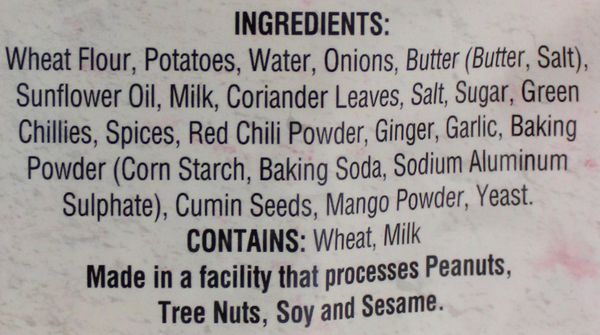 INGREDIENTS:
Wheat Flour, Potatoes, Water, Onions, Butter (Butter, Salt),
Sunflower Oil, Milk, Coriander Leaves, Salt, Sugar, Green
Chillies, Spices, Red Chili Powder, Ginger, Garlic, Baking
Powder (Corn Starch, Baking Soda, Sodium Aluminum
Sulphate), Cumin Seeds, Mango Powder, Yeast.
CONTAINS: Wheat, Milk
Made in a facility that processes Peanuts,
Tree Nuts, Soy and Sesame.